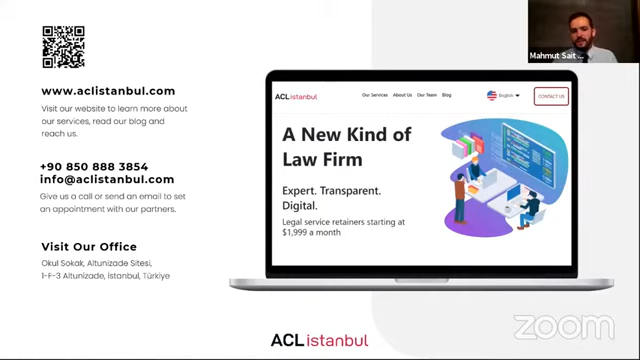 www.aclistanbul.com
Visit our website to learn more about
our services, read our blog and
reach us.
+90 850 888 3854
info@aclistanbul.com
Give us a call or send an email to set
an appointment with our partners.
Visit Our Office
Okul Sokak, Altunizade Sitesi,
1-F-3 Altunizade, İstanbul, Türkiye
ACListanbul
Our Services About Us Our Team Blog
English
CONTACT US
A New Kind of
Law Firm
Expert. Transparent.
Digital.
Legal service retainers starting at
$1,999 a month
ACListanbul
Mahmut Sait ...
zoom